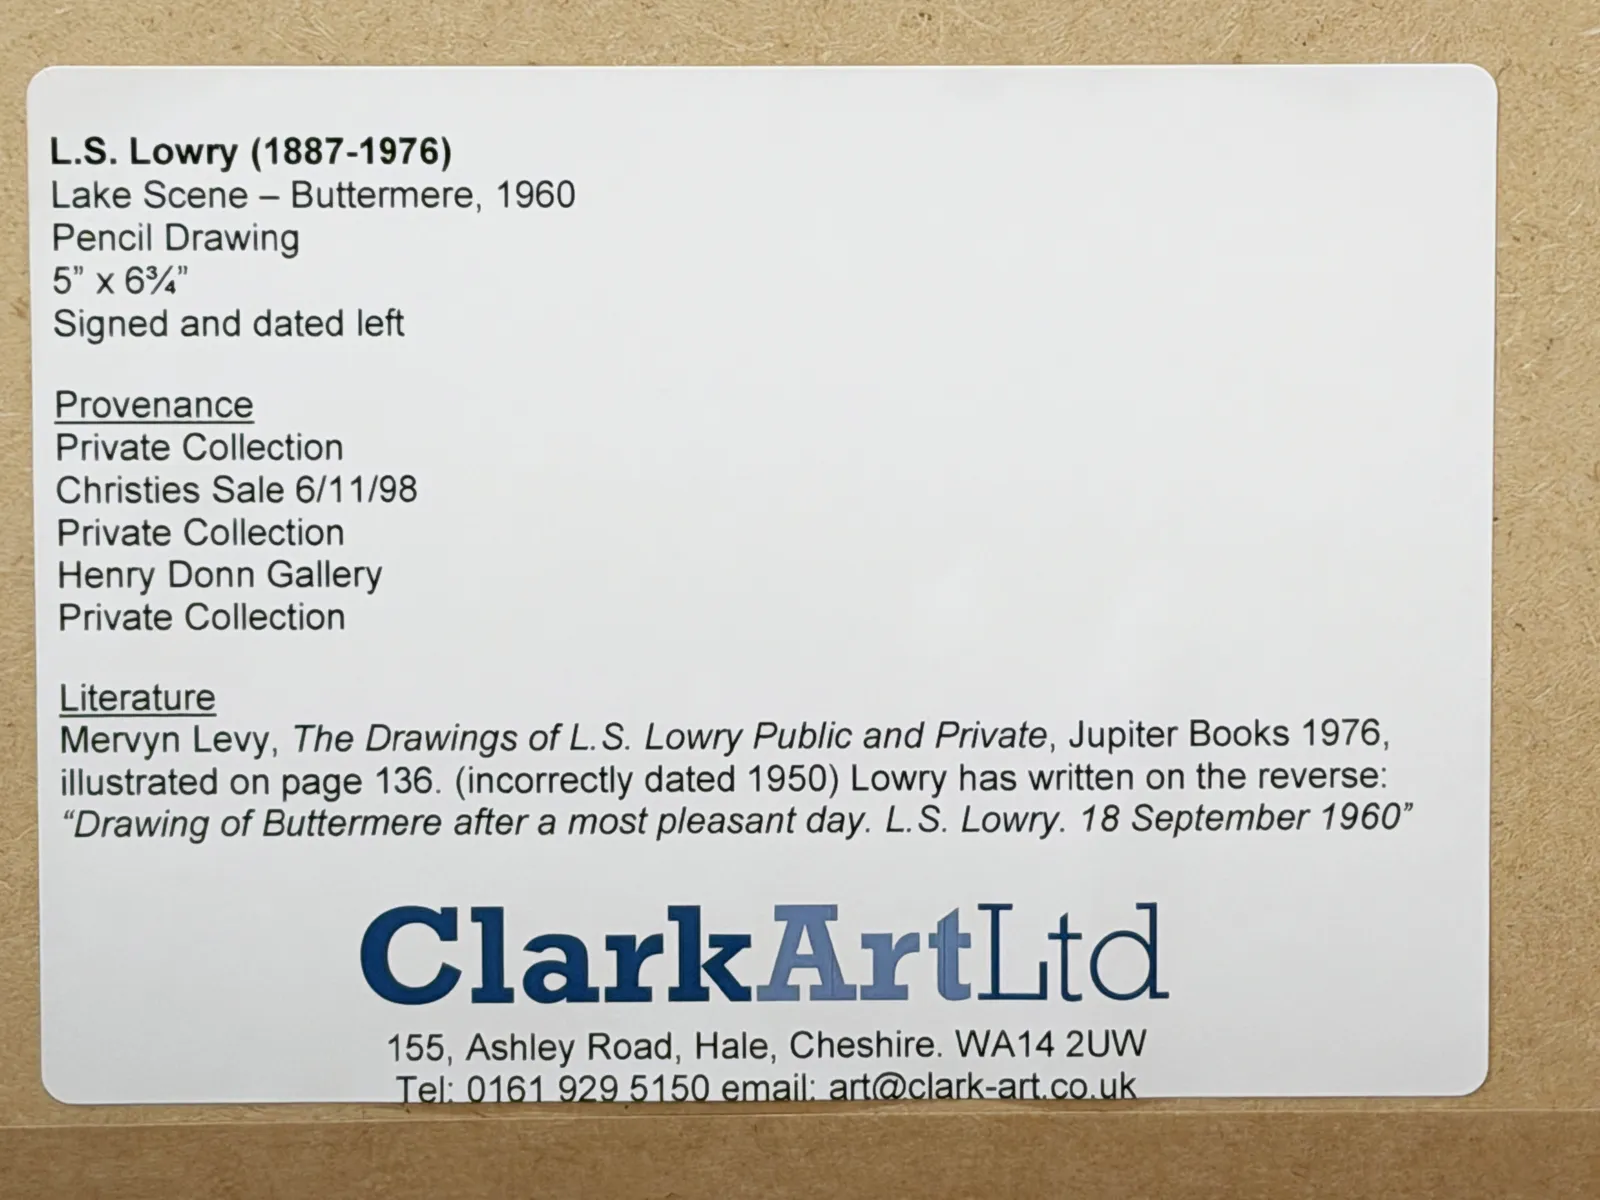 L.S. Lowry (1887-1976)
Lake Scene – Buttermere, 1960
Pencil Drawing
5” x 6¾”
Signed and dated left
Provenance
Private Collection
Christies Sale 6/11/98
Private Collection
Henry Donn Gallery
Private Collection
Literature
Mervyn Levy, The Drawings of L.S. Lowry Public and Private, Jupiter Books 1976,
illustrated on page 136. (incorrectly dated 1950) Lowry has written on the reverse:
“Drawing of Buttermere after a most pleasant day. L.S. Lowry. 18 September 1960”
ClarkArtLtd
155, Ashley Road, Hale, Cheshire. WA14 2UW
Tel: 0161 929 5150 email: art@clark-art.co.uk